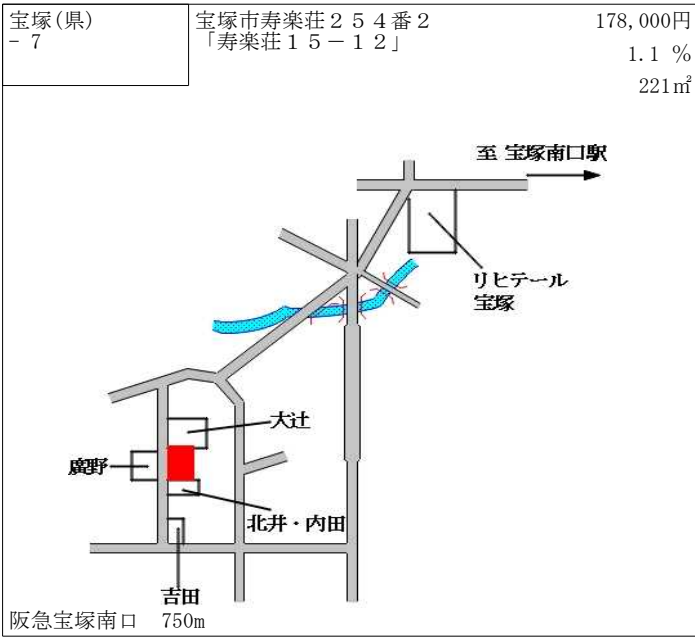 宝塚(県)
－７
宝塚市寿楽荘２５４番２
「寿楽荘１５－１２」
178,000円
1.1 %
221㎡
至 宝塚南口駅
リヒテール
宝塚
大辻
廣野
北井・内田
吉田
阪急宝塚南口 750m